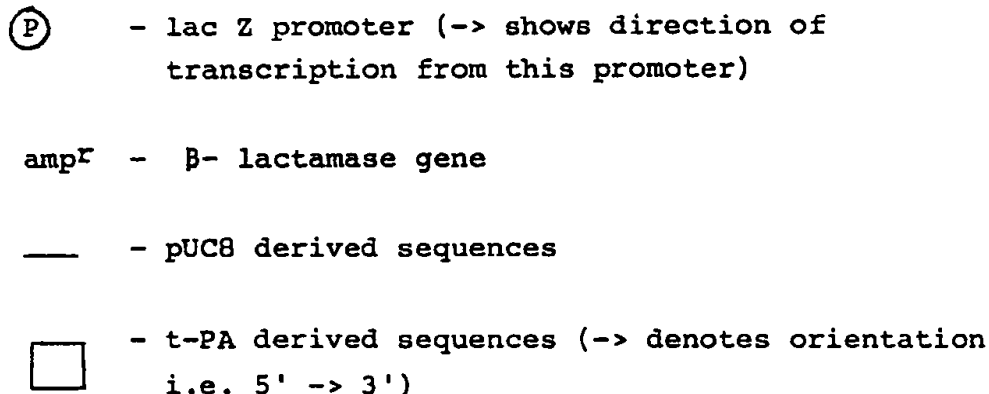 P - lac Z promoter (-> shows direction of
transcription from this promoter)
ampr - β- lactamase gene
- pUC8 derived sequences
- t-PA derived sequences (-> denotes orientation
i.e. 5' -> 3')